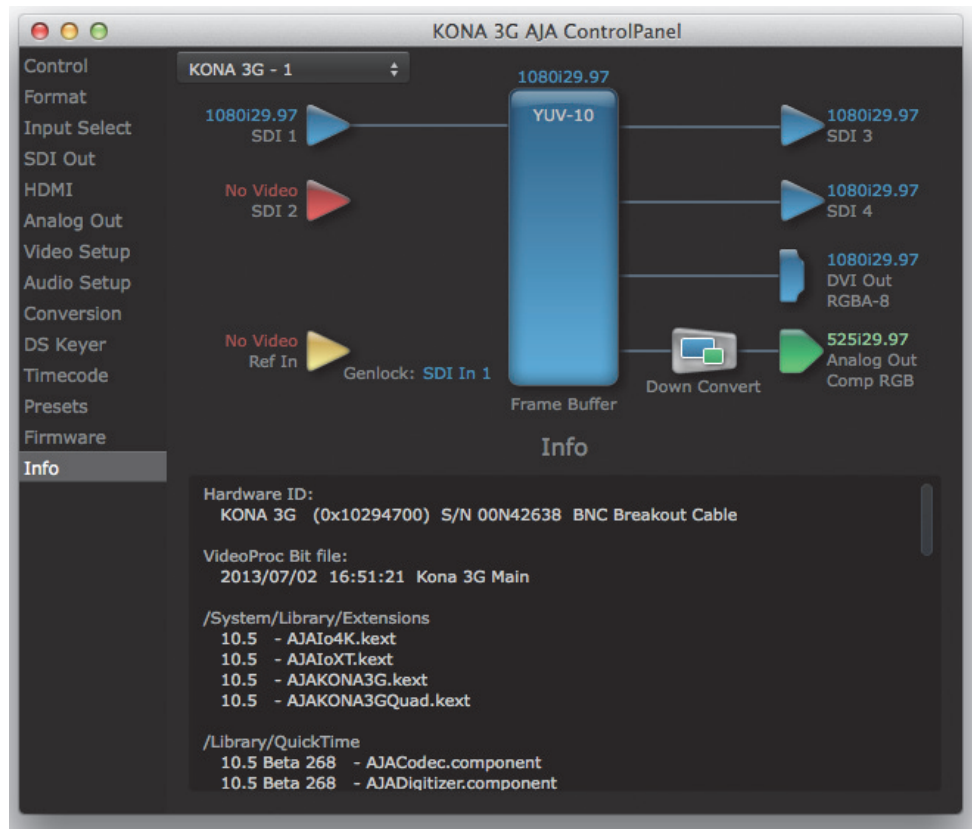 KONA 3G AJA ControlPanel
Control
Format
Input Select
SDI Out
HDMI
Analog Out
Video Setup
Audio Setup
Conversion
DS Keyer
Timecode
Presets
Firmware
Info
KONA 3G - 1
1080i29.97
SDI 1
No Video
SDI 2
No Video
Ref In
Genlock: SDI In 1
1080i29.97
YUV-10
Frame Buffer
1080i29.97
SDI 3
1080i29.97
SDI 4
1080i29.97
DVI Out
RGBA-8
Down Convert
525i29.97
Analog Out
Comp RGB
Info
Hardware ID:
KONA 3G (0x10294700) S/N 00N42638 BNC Breakout Cable
VideoProc Bit file:
2013/07/02 16:51:21 Kona 3G Main
/System/Library/Extensions
10.5 - AJAIo4K.kext
10.5 - AJAIoXT.kext
10.5 - AJAKONA3G.kext
10.5 - AJAKONA3GQuad.kext
/Library/QuickTime
10.5 Beta 268 - AJACodec.component
10.5 Beta 268 - AJADigitizer.component